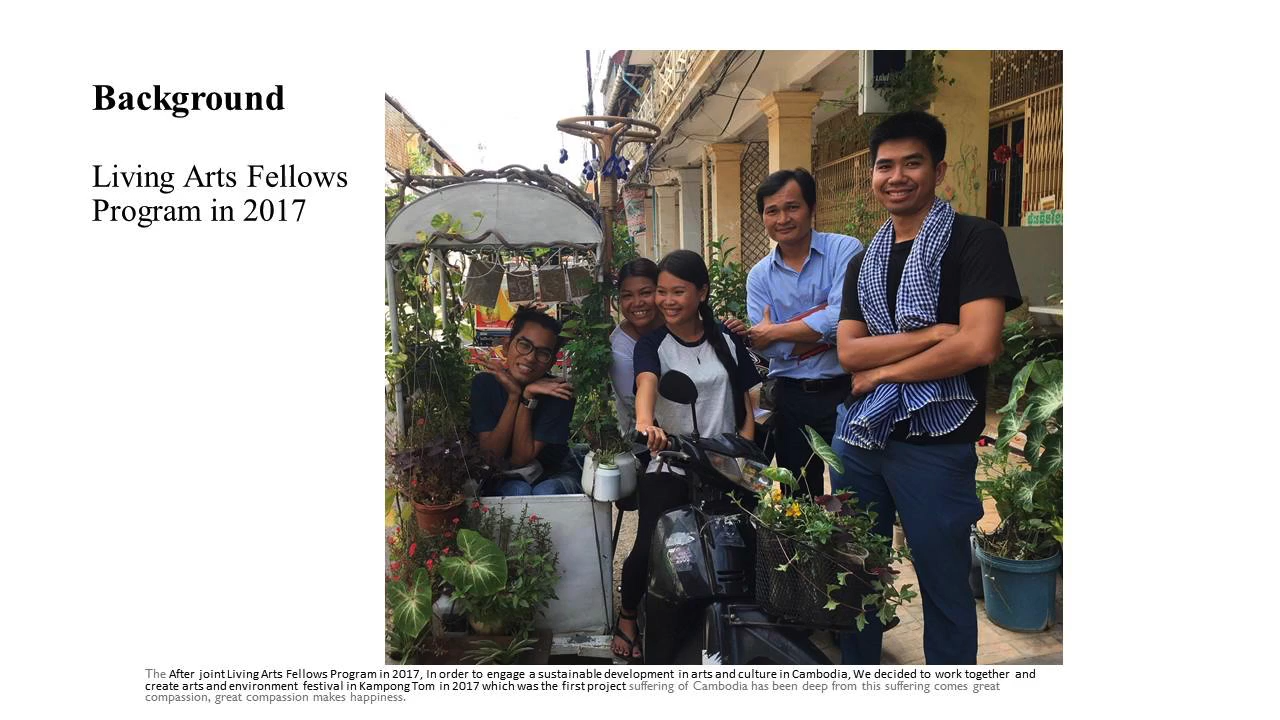 Background
Living Arts Fellows
Program in 2017
The After joint Living Arts Fellows Program in 2017, In order to engage a sustainable development in arts and culture in Cambodia, We decided to work together and
create arts and environment festival in Kampong Tom in 2017 which was the first project suffering of Cambodia has been deep from this suffering comes great
compassion, great compassion makes happiness.